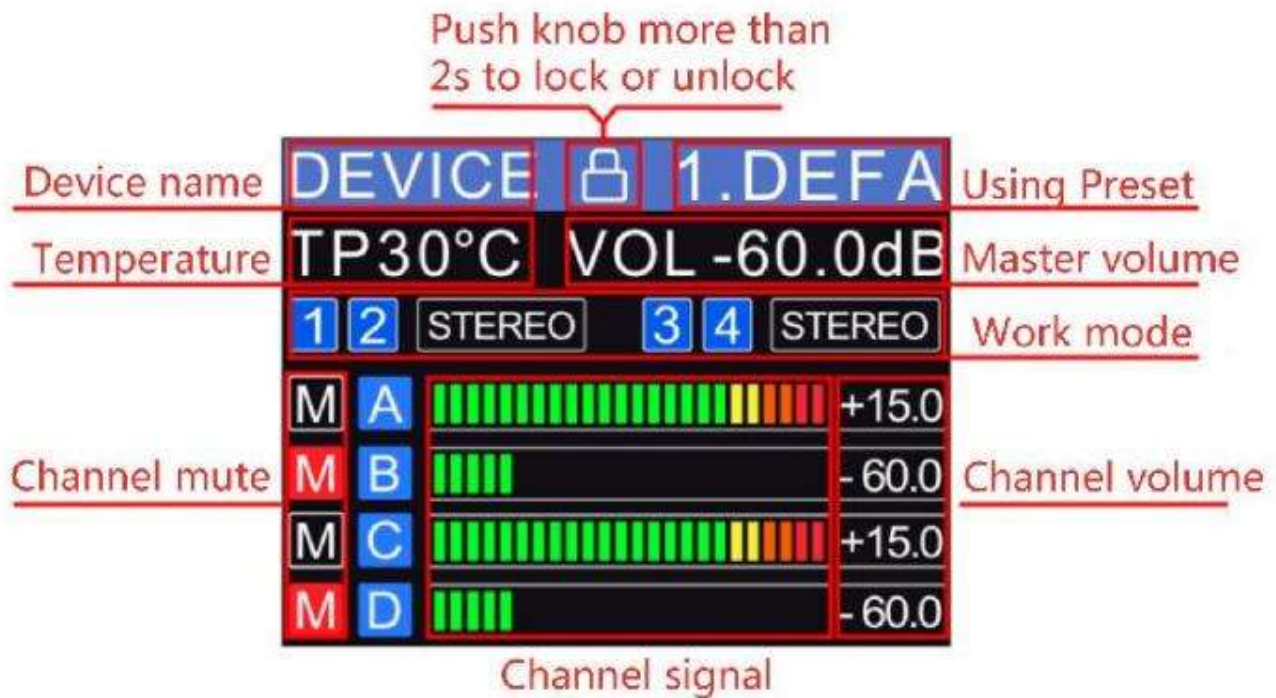 Push knob more than
2s to lock or unlock
Device name
DEVICE
1.DEFA
Using Preset
Temperature
TP30°C
VOL -60.0dB
Master volume
1 2 STEREO 3 4 STEREO
Work mode
M A +15.0
Channel mute
M B -60.0
Channel volume
M C +15.0
M D -60.0
Channel signal